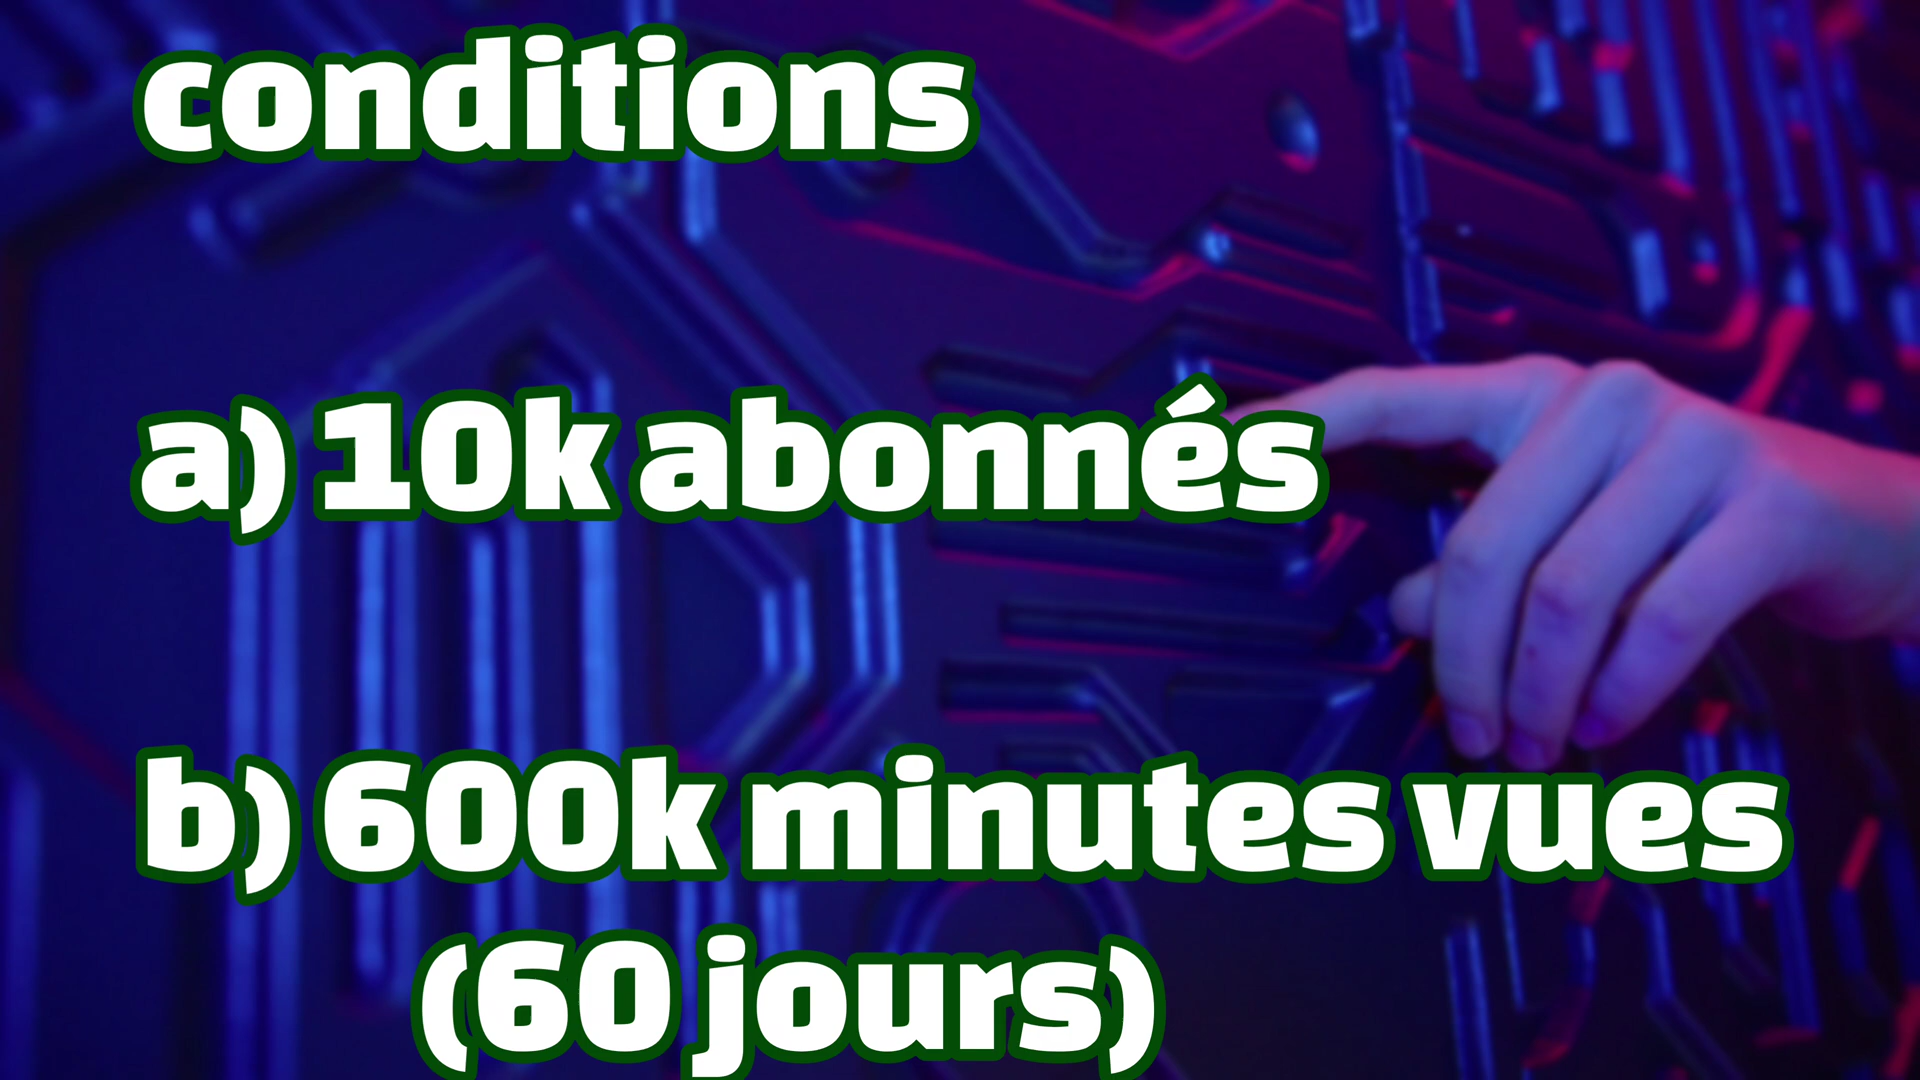 conditions
a) 10k abonnés
b) 600k minutes vues
(60 jours)